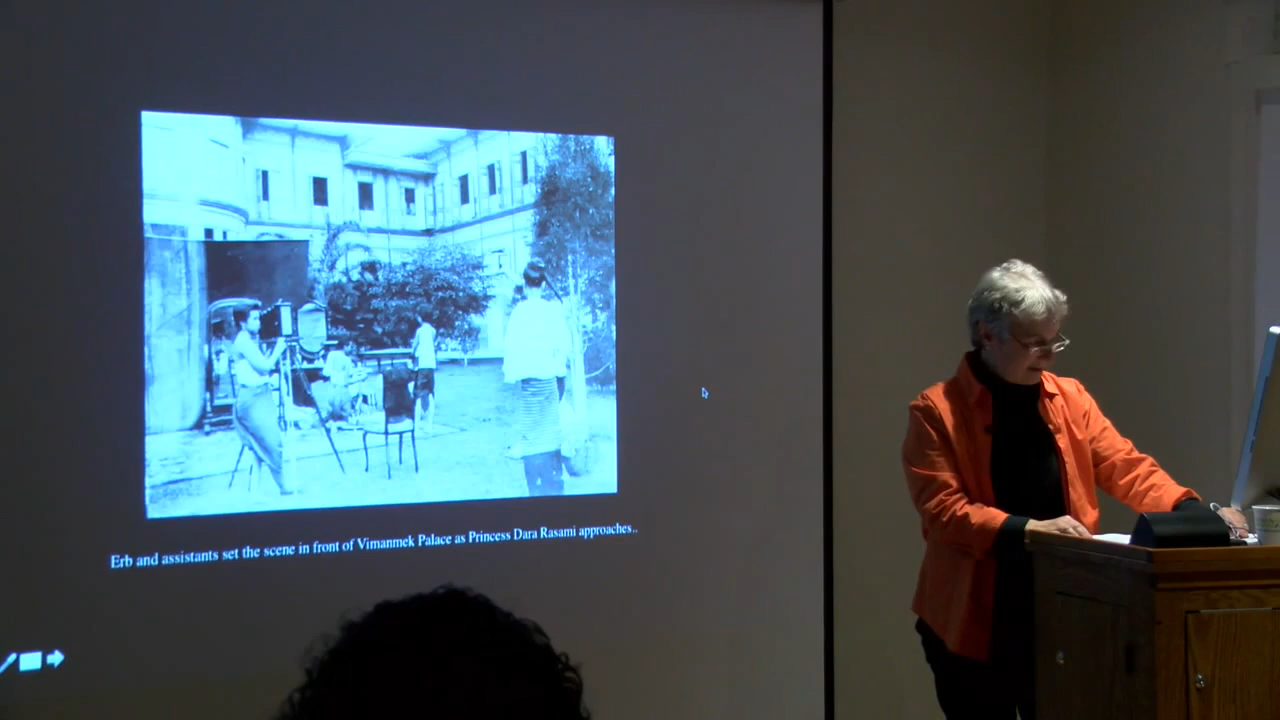 Erb and assistants set the scene in front of Vimanmek Palace as Princess Dara Rasami approaches..